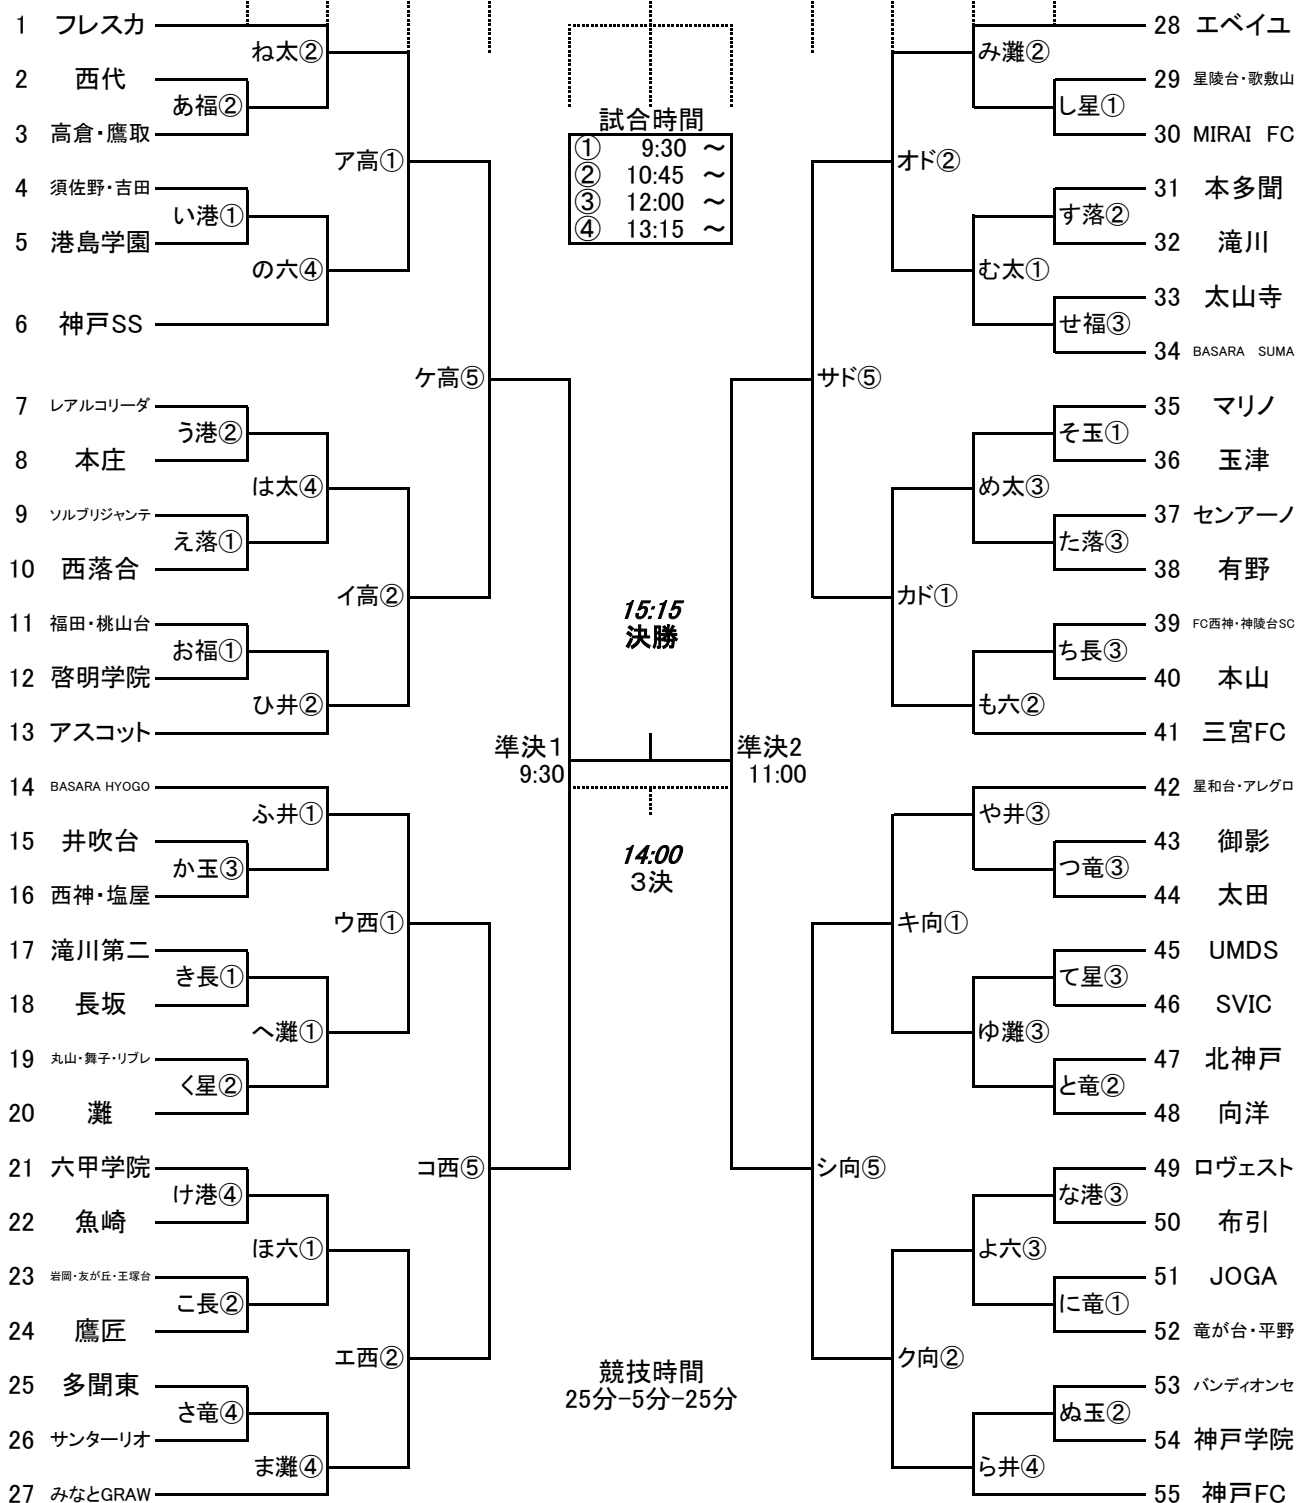 1 フレスカ
2 西代
3 高倉・鷹取
4 須佐野・吉田
5 港島学園
6 神戸SS
7 レアルコリーダ
8 本庄
9 ソルブリジャンテ
10 西落合
11 福田・桃山台
12 啓明学院
13 アスコット
14 BASARA HYOGO
15 井吹台
16 西神・塩屋
17 滝川第二
18 長坂
19 丸山・舞子・リブレ
20 灘
21 六甲学院
22 魚崎
23 岩岡・友が丘・王塚台
24 鷹匠
25 多聞東
26 サンターリオ
27 みなとGRAW
あ福②
い港①
う港②
え落①
お福①
か玉③
き長①
く星②
け港④
こ長②
さ竜④
ね太②
の六④
は太④
ひ井②
ふ井①
へ灘①
ほ六①
ま灘④
ア高①
イ高②
ウ西①
エ西②
ケ高⑤
コ西⑤
試合時間
① 9:30 ～
② 10:45 ～
③ 12:00 ～
④ 13:15 ～
15:15
決勝
準決1
9:30
準決2
11:00
14:00
3決
競技時間
25分-5分-25分
サド⑤
シ向⑤
オド②
カド①
キ向①
ク向②
み灘②
む太①
め太③
も六②
や井③
ゆ灘③
よ六③
ら井④
し星①
す落②
せ福③
そ玉①
た落③
ち長③
つ竜③
て星③
と竜②
な港③
に竜①
ぬ玉②
28 エベイユ
29 星陵台・歌敷山
30 MIRAI FC
31 本多聞
32 滝川
33 太山寺
34 BASARA SUMA
35 マリノ
36 玉津
37 センアーノ
38 有野
39 FC西神・神陵台SC
40 本山
41 三宮FC
42 星和台・アレグロ
43 御影
44 太田
45 UMDS
46 SVIC
47 北神戸
48 向洋
49 ロヴェスト
50 布引
51 JOGA
52 竜が台・平野
53 バンディオンセ
54 神戸学院
55 神戸FC